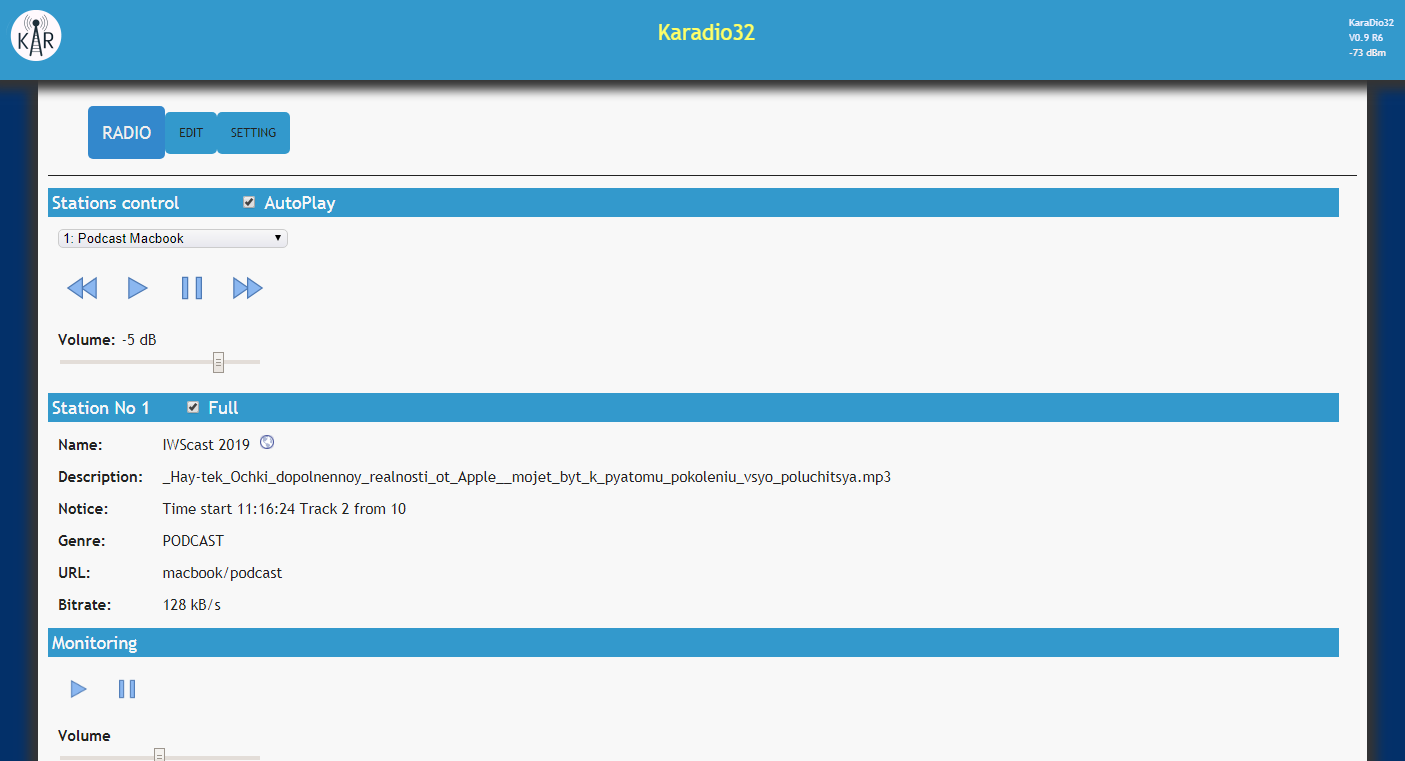 KAR
Karadio32
KaraDio32
V0.9 R6
-73 dBm
RADIO EDIT SETTING
Stations control AutoPlay
1: Podcast Macbook
Volume: -5 dB
Station No 1 Full
Name: IWScast 2019
Description: _Hay-tek_Ochki_dopolnennoy_realnosti_ot_Apple__mojet_byt_k_pyatomu_pokoleniu_vsyo_poluchitsya.mp3
Notice: Time start 11:16:24 Track 2 from 10
Genre: PODCAST
URL: macbook/podcast
Bitrate: 128 kB/s
Monitoring
Volume